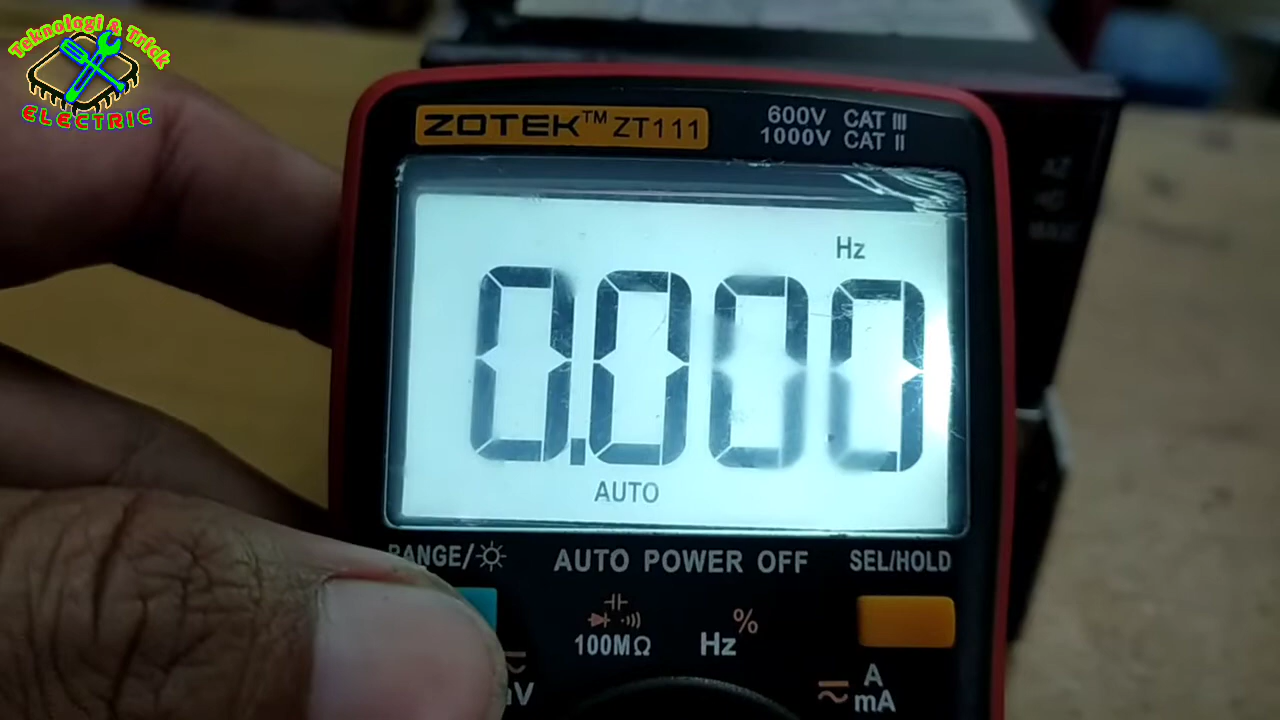 Teknologi & Trick
ELECTRIC
ZOTEK™ ZT111
600V CAT III
1000V CAT II
Hz
0.000
AUTO
RANGE/
AUTO POWER OFF
SEL/HOLD
100MΩ
Hz %
A
mA